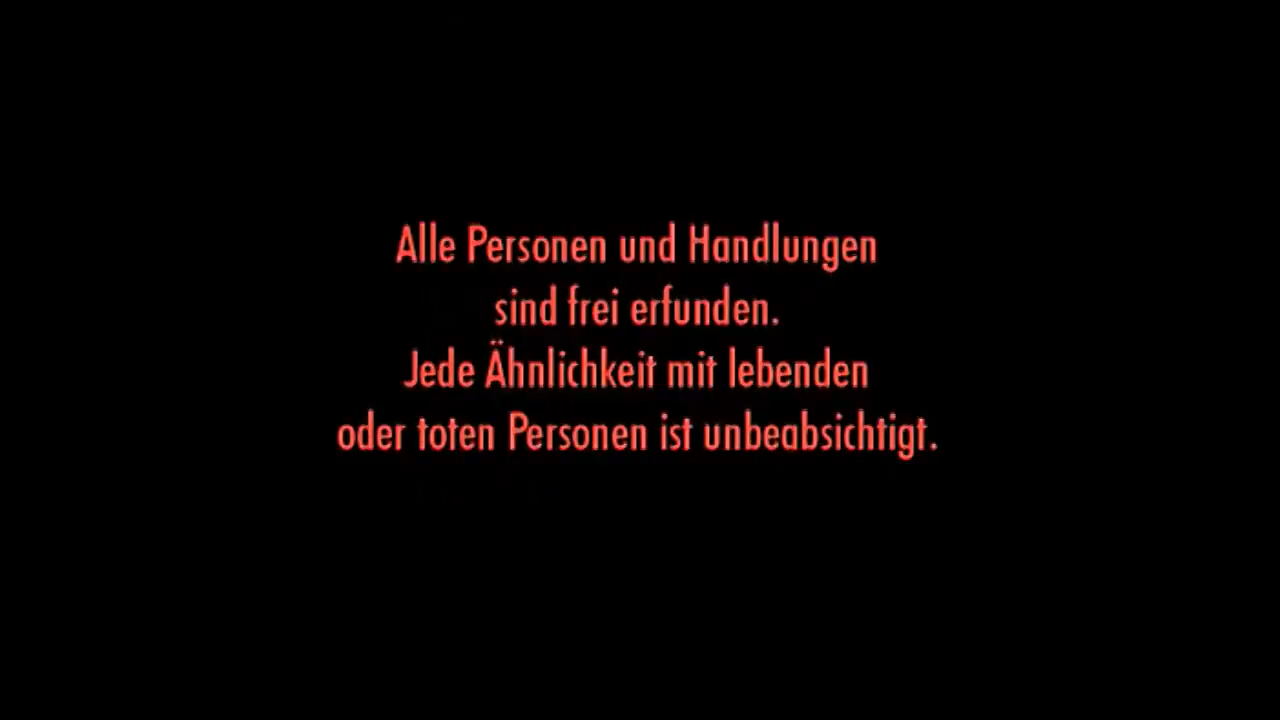 Alle Personen und Handlungen
sind frei erfunden.
Jede Ähnlichkeit mit lebenden
oder toten Personen ist unbeabsichtigt.